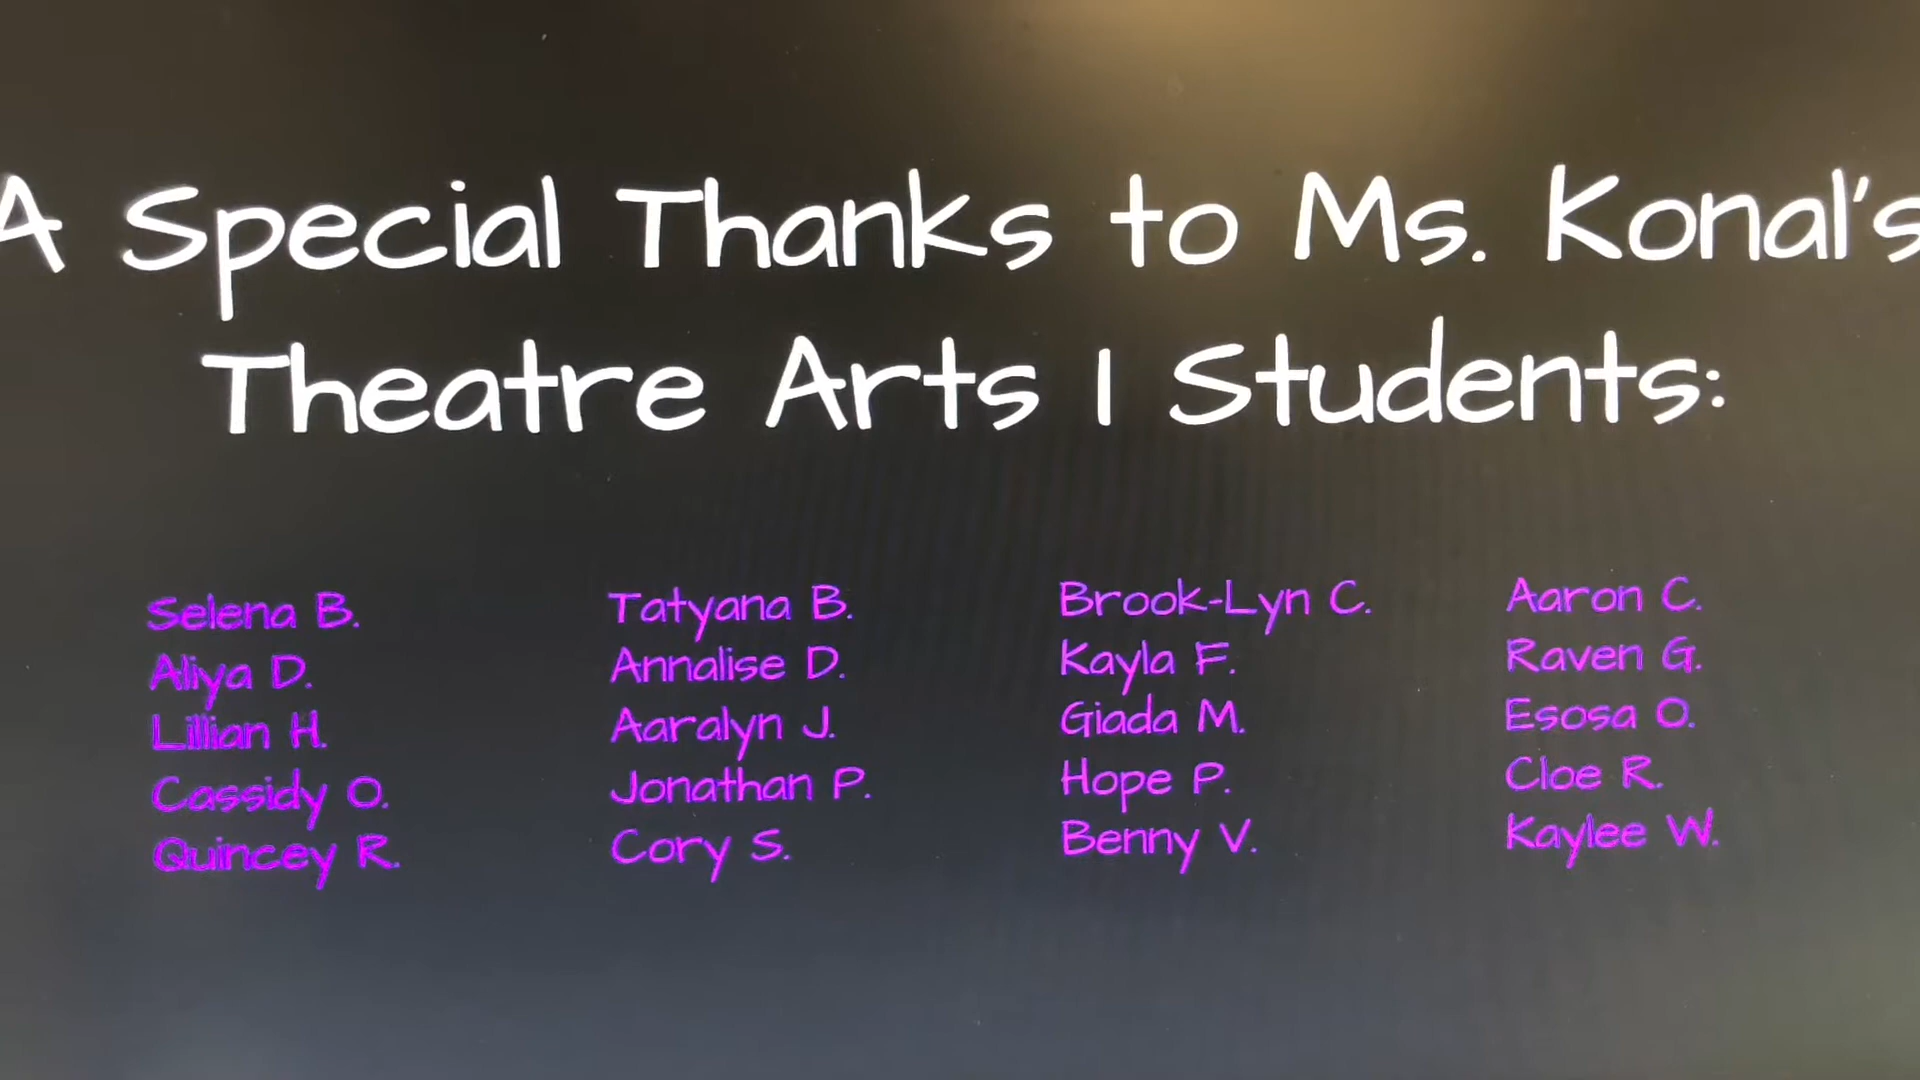 A Special Thanks to Ms. Konal's
Theatre Arts I Students:
Selena B. Tatyana B. Brook-Lyn C. Aaron C.
Aliya D. Annalise D. Kayla F. Raven G.
Lillian H. Aaralyn J. Giada M. Esosa O.
Cassidy O. Jonathan P. Hope P. Cloe R.
Quincey R. Cory S. Benny V. Kaylee W.